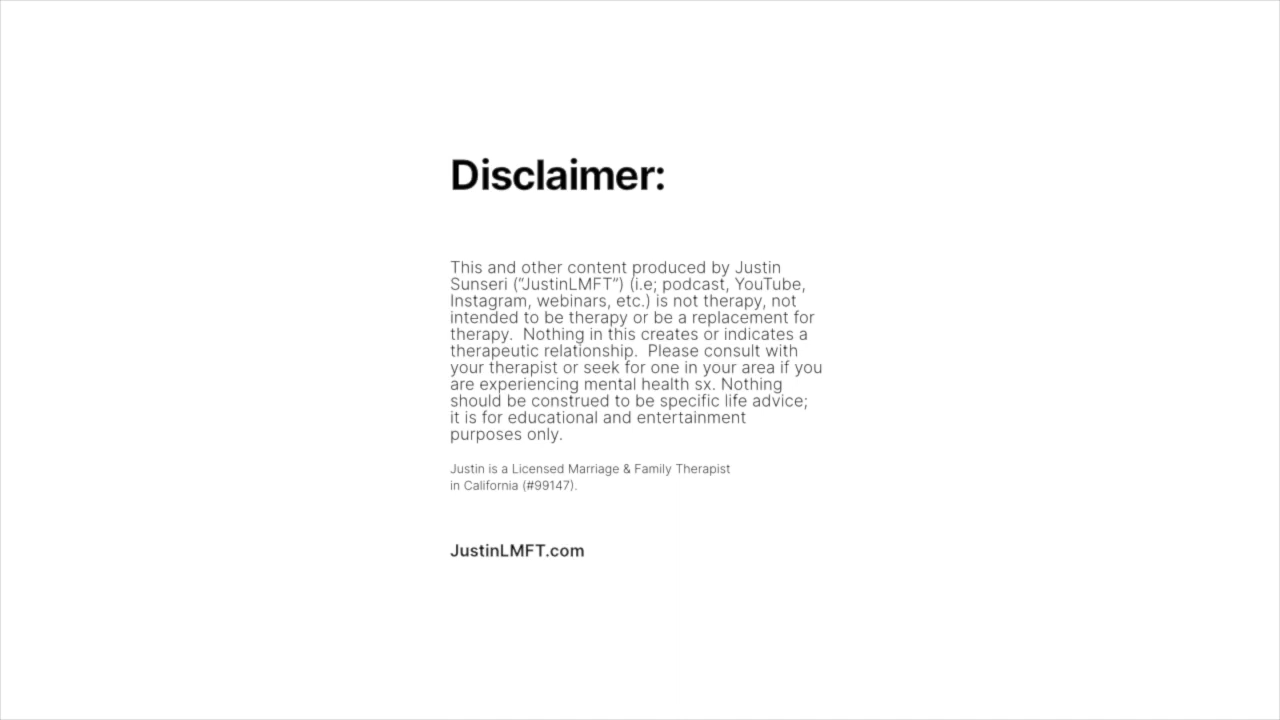 Disclaimer:
This and other content produced by Justin
Sunseri (“JustinLMFT”) (i.e; podcast, YouTube,
Instagram, webinars, etc.) is not therapy, not
intended to be therapy or be a replacement for
therapy.  Nothing in this creates or indicates a
therapeutic relationship.  Please consult with
your therapist or seek for one in your area if you
are experiencing mental health sx. Nothing
should be construed to be specific life advice;
it is for educational and entertainment
purposes only.
Justin is a Licensed Marriage & Family Therapist
in California (#99147).
JustinLMFT.com